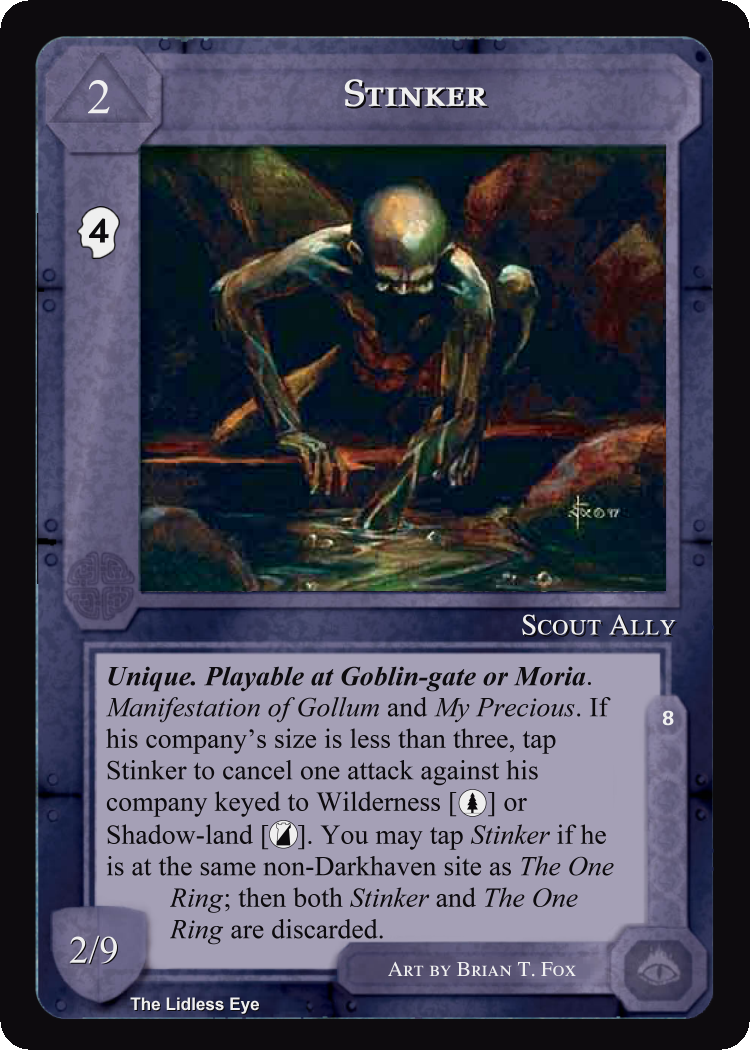 2
STINKER
4
FOX © 97
SCOUT ALLY
Unique. Playable at Goblin-gate or Moria.
Manifestation of Gollum and My Precious. If
his company's size is less than three, tap
Stinker to cancel one attack against his
company keyed to Wilderness [ ] or
Shadow-land [ ]. You may tap Stinker if he
is at the same non-Darkhaven site as The One
Ring; then both Stinker and The One
Ring are discarded.
8
2/9
ART BY BRIAN T. FOX
The Lidless Eye